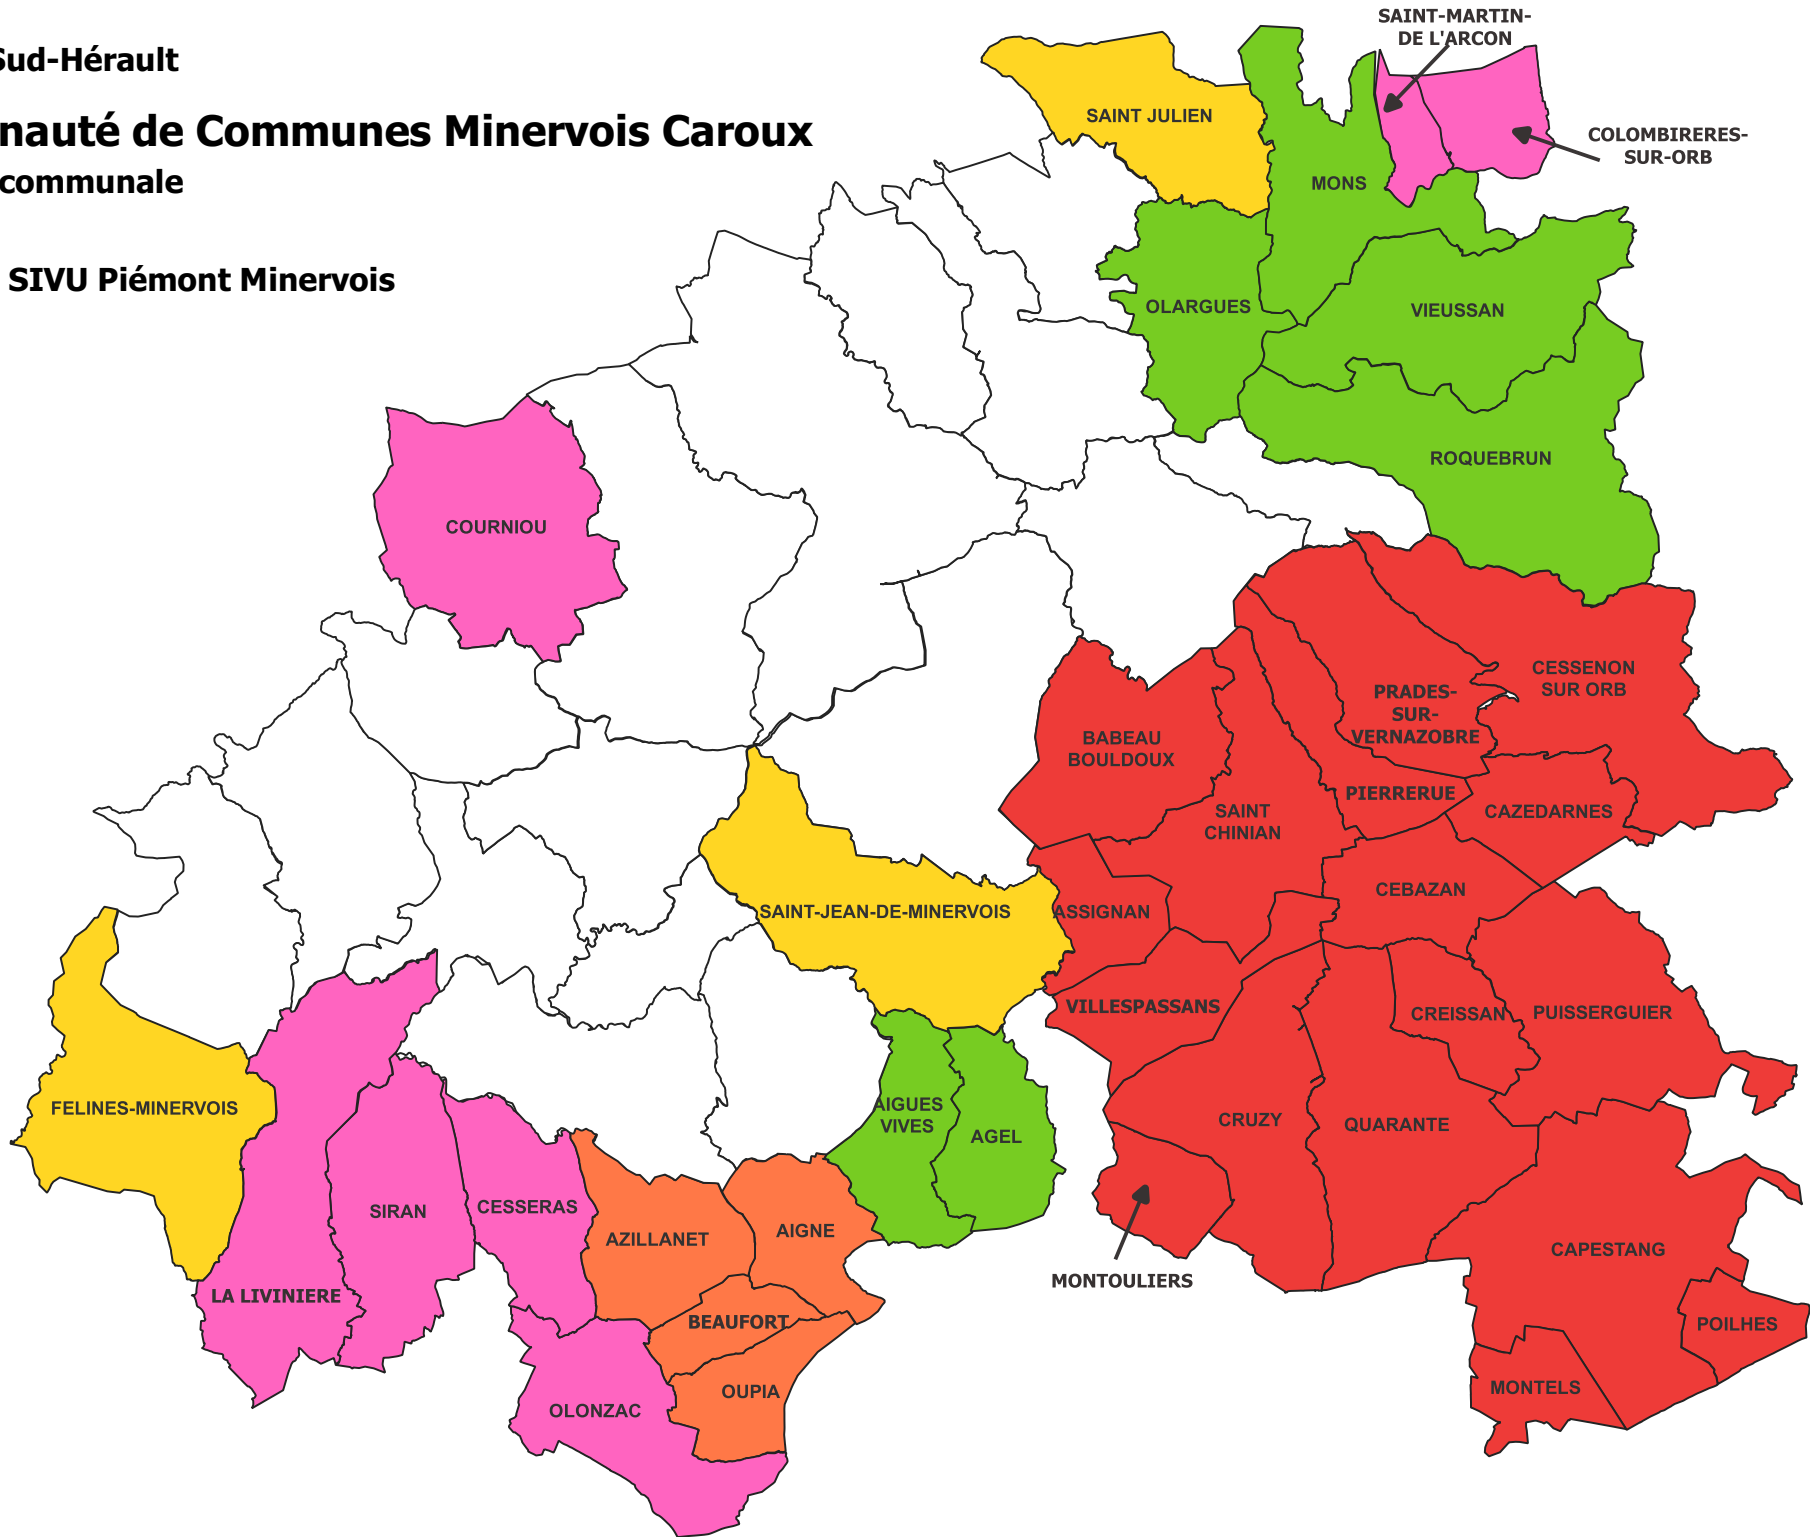 Sud-Hérault
nauté de Communes Minervois Caroux
communale
SIVU Piémont Minervois
SAINT-MARTIN-
DE L'ARCON
SAINT JULIEN
COLOMBIRERES-
SUR-ORB
MONS
OLARGUES
VIEUSSAN
ROQUEBRUN
COURNIOU
CESSENON
SUR ORB
PRADES-
SUR-
VERNAZOBRE
BABEAU
BOULDOUX
PIERRERUE
SAINT
CHINIAN
CAZEDARNES
CEBAZAN
SAINT-JEAN-DE-MINERVOIS
ASSIGNAN
VILLESPASSANS
CREISSAN
PUISSERGUIER
FELINES-MINERVOIS
AIGUES
VIVES
AGEL
CRUZY
QUARANTE
SIRAN
CESSERAS
AZILLANET
AIGNE
CAPESTANG
MONTOULIERS
LA LIVINIERE
BEAUFORT
POILHES
OUPIA
MONTELS
OLONZAC